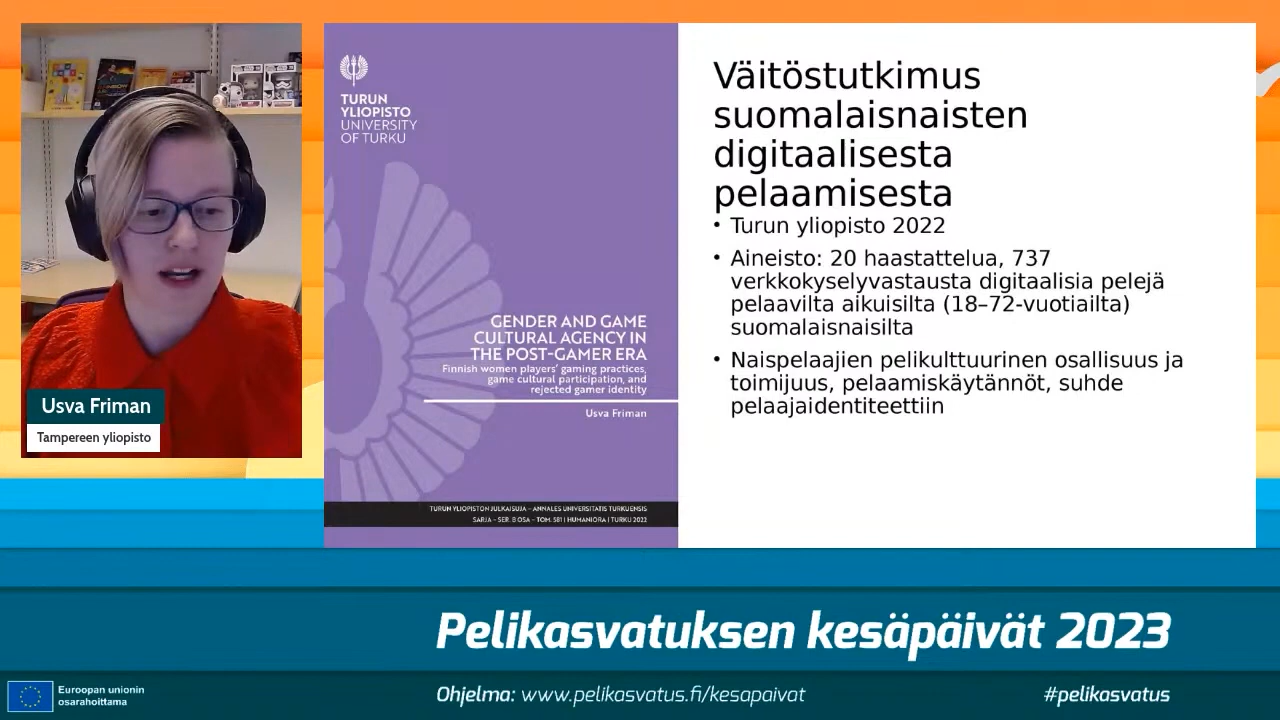 Usva Friman
Tampereen yliopisto
TURUN
YLIOPISTO
UNIVERSITY
OF TURKU
GENDER AND GAME
CULTURAL AGENCY IN
THE POST-GAMER ERA
Finnish women players' gaming practices,
game cultural participation, and
rejected gamer identity
Usva Friman
TURUN YLIOPISTON JULKAISUJA – ANNALES UNIVERSITATIS TURKUENSIS
SARJA – SER. B OSA – TOM. 581 | HUMANIORA | TURKU 2022
Väitöstutkimus
suomalaisnaisten
digitaalisesta
pelaamisesta
• Turun yliopisto 2022
• Aineisto: 20 haastattelua, 737
verkkokyselyvastausta digitaalisia pelejä
pelaavilta aikuisilta (18–72-vuotiailta)
suomalaisnaisilta
• Naispelaajien pelikulttuurinen osallisuus ja
toimijuus, pelaamiskäytännöt, suhde
pelaajaidentiteettiin
Pelikasvatuksen kesäpäivät 2023
Euroopan unionin
osarahoittama
Ohjelma: www.pelikasvatus.fi/kesapaivat
#pelikasvatus